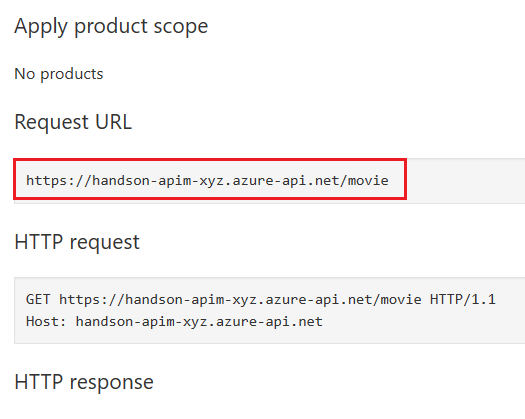 Apply product scope
No products
Request URL
https://handson-apim-xyz.azure-api.net/movie
HTTP request
GET https://handson-apim-xyz.azure-api.net/movie HTTP/1.1
Host: handson-apim-xyz.azure-api.net
HTTP response